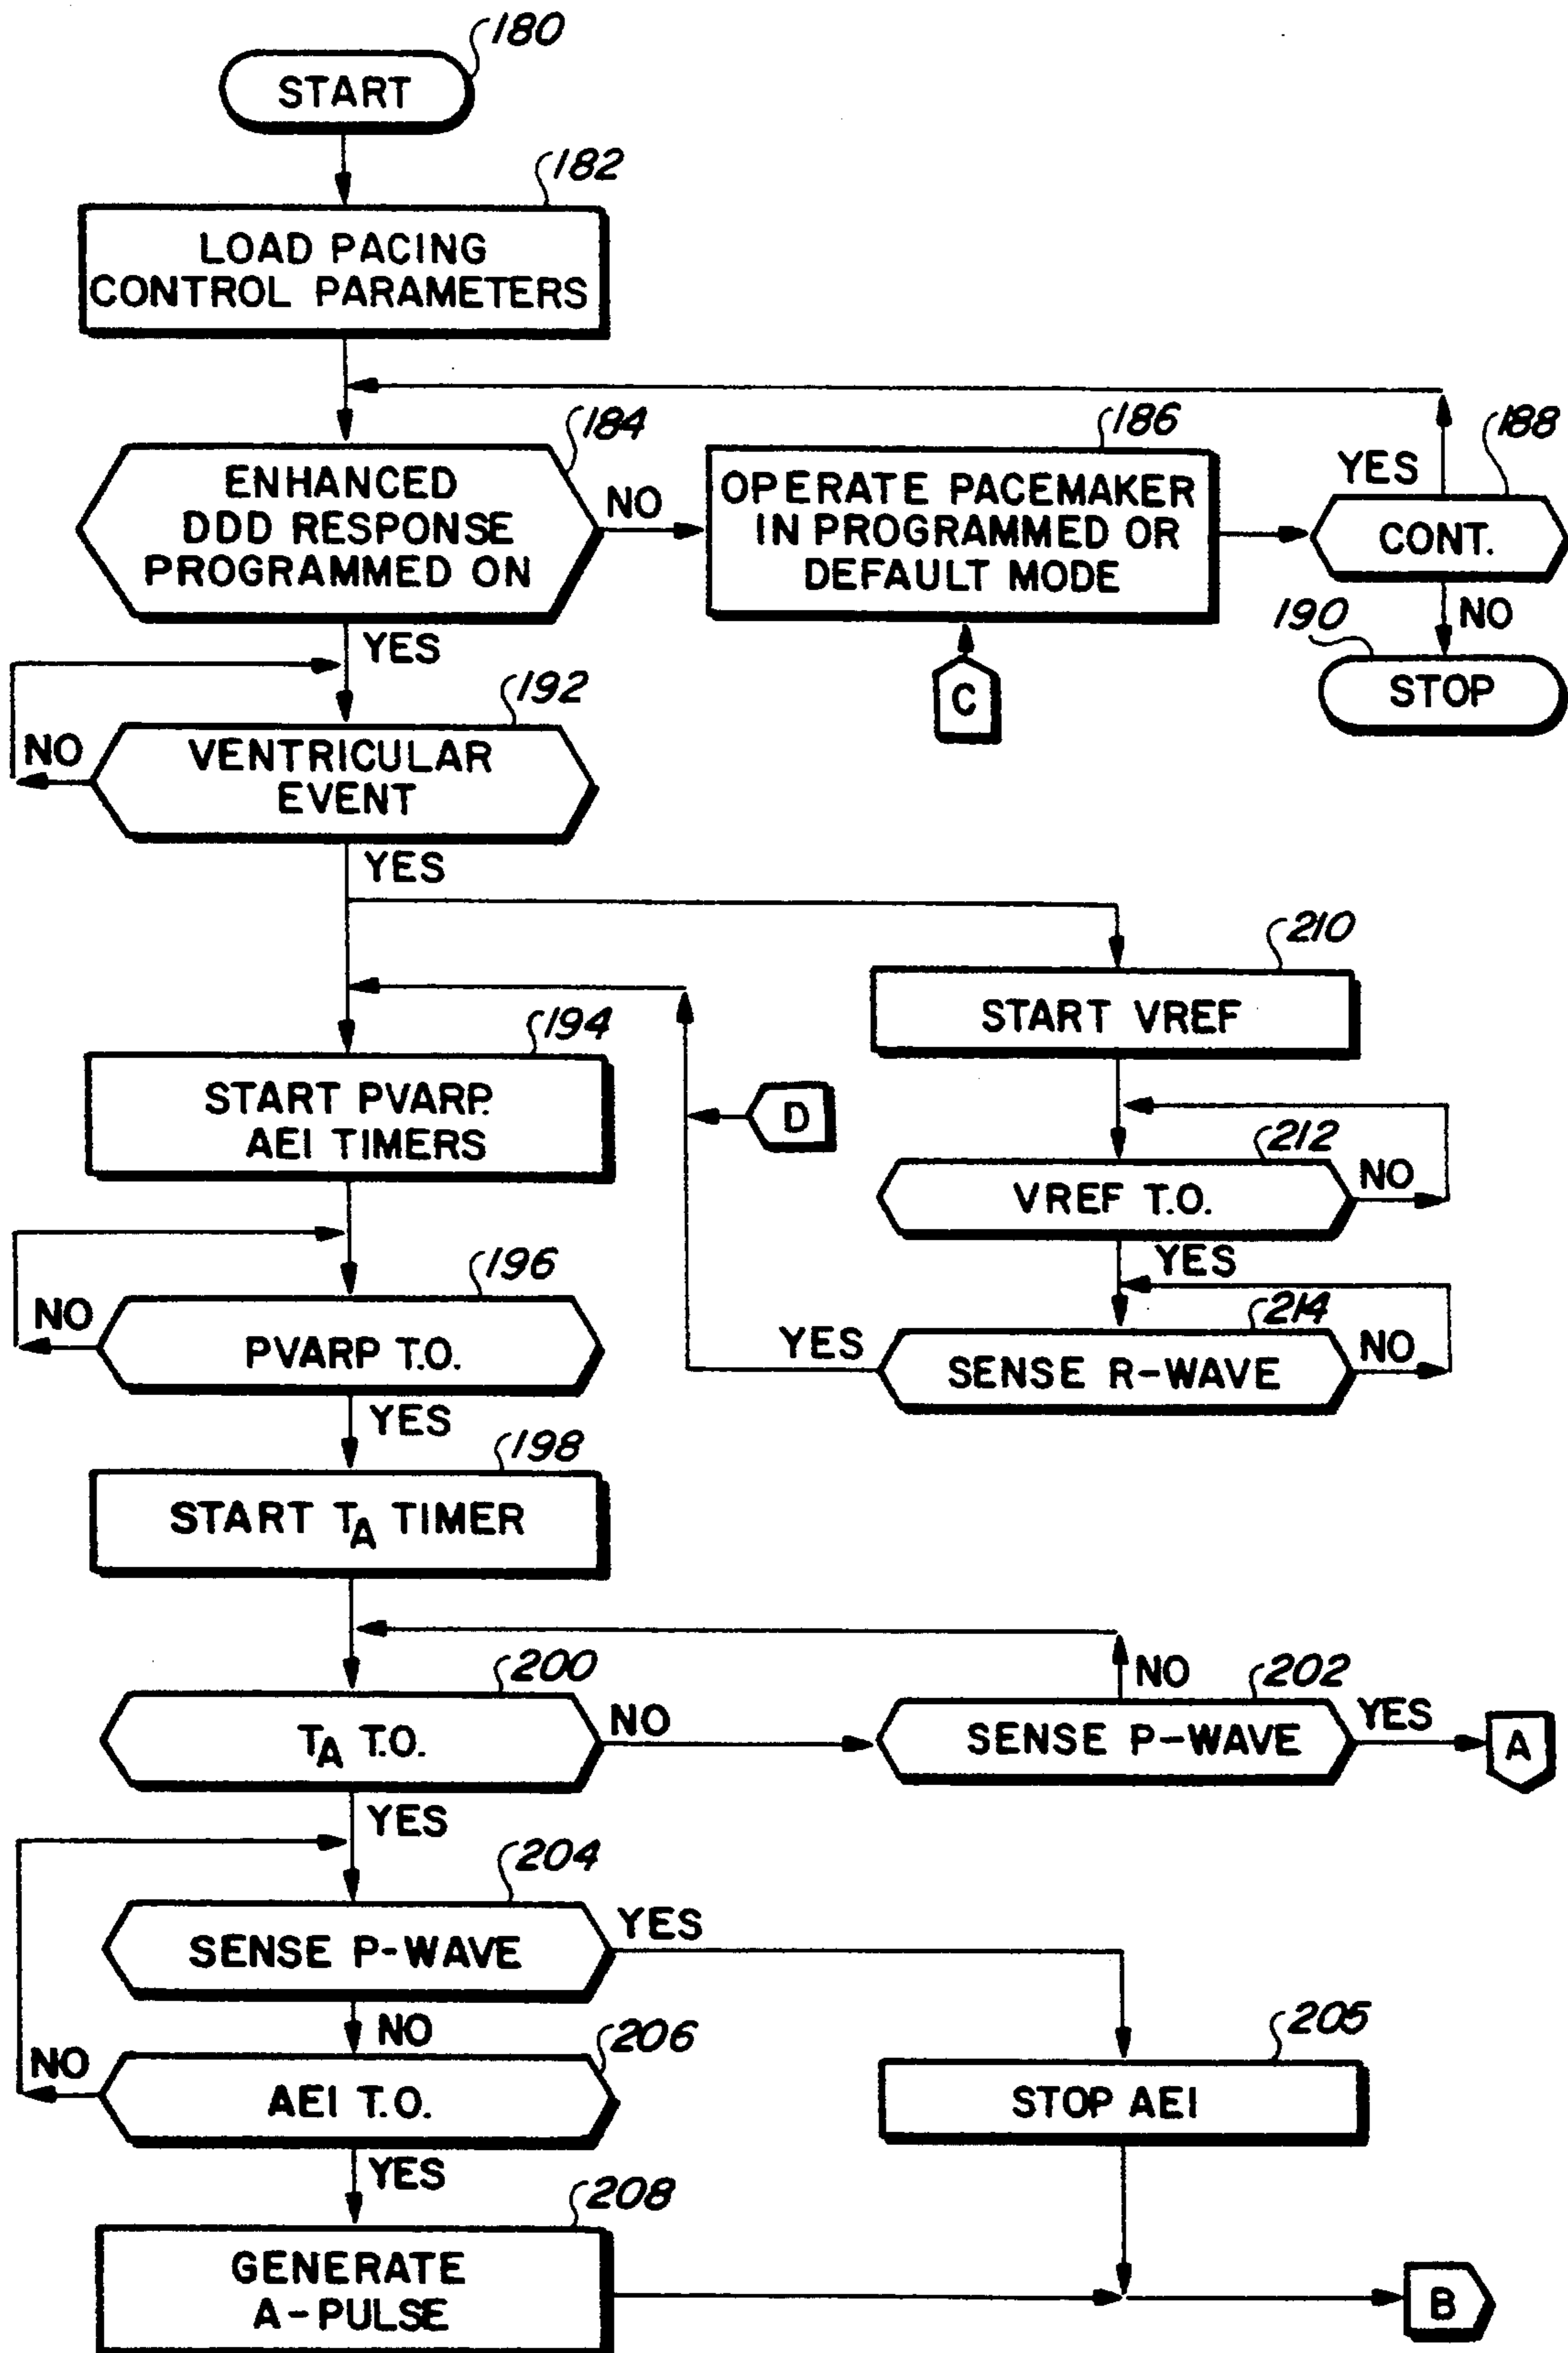 180
START
182
LOAD PACING
CONTROL PARAMETERS
184
ENHANCED
DDD RESPONSE
PROGRAMMED ON
NO
YES
186
OPERATE PACEMAKER
IN PROGRAMMED OR
DEFAULT MODE
C
188
YES
CONT.
NO
190
STOP
192
NO
VENTRICULAR
EVENT
YES
210
START VREF
194
START PVARP.
AEI TIMERS
D
212
VREF T.O.
NO
YES
196
NO
PVARP T.O.
YES
214
YES
SENSE R-WAVE
NO
198
START TA TIMER
200
TA T.O.
NO
YES
202
NO
SENSE P-WAVE
YES
A
204
SENSE P-WAVE
YES
NO
205
STOP AEI
206
NO
AEI T.O.
YES
208
GENERATE
A-PULSE
B